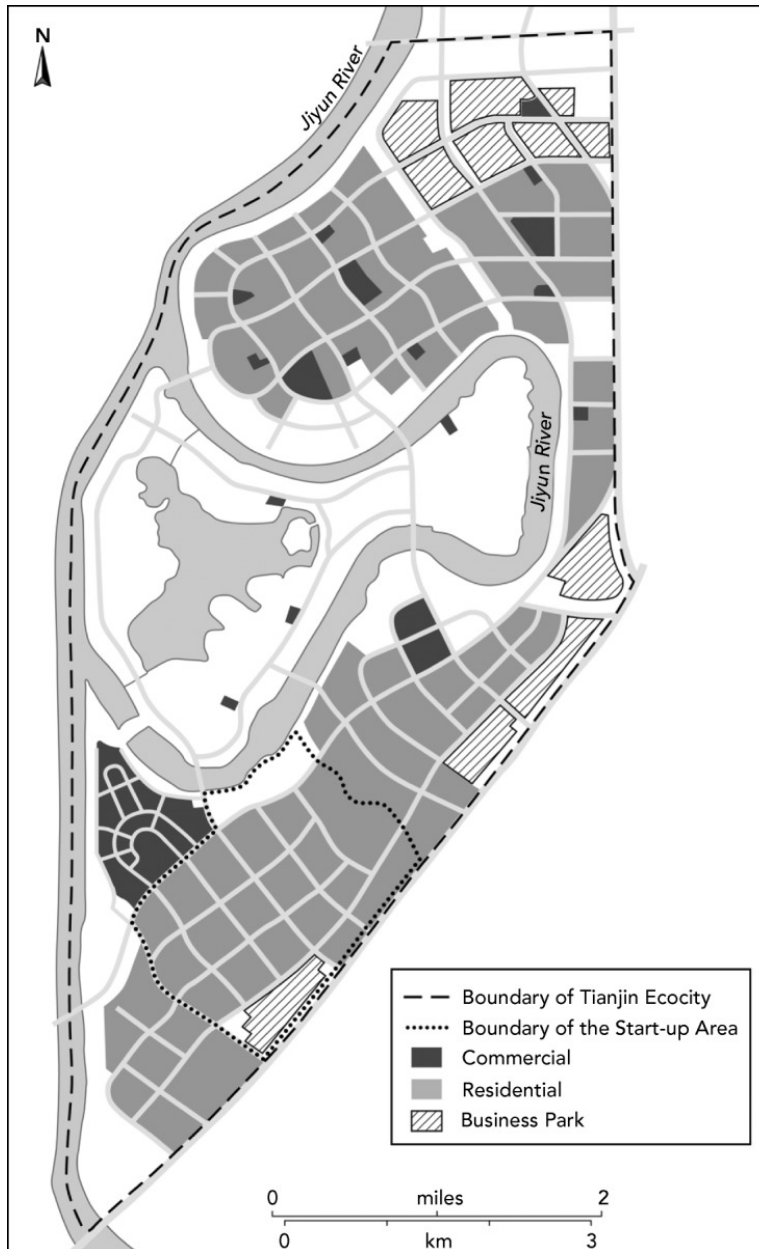 N
Jiyun River
Jiyun River
Boundary of Tianjin Ecocity
Boundary of the Start-up Area
Commercial
Residential
Business Park
0 miles 2
0 km 3